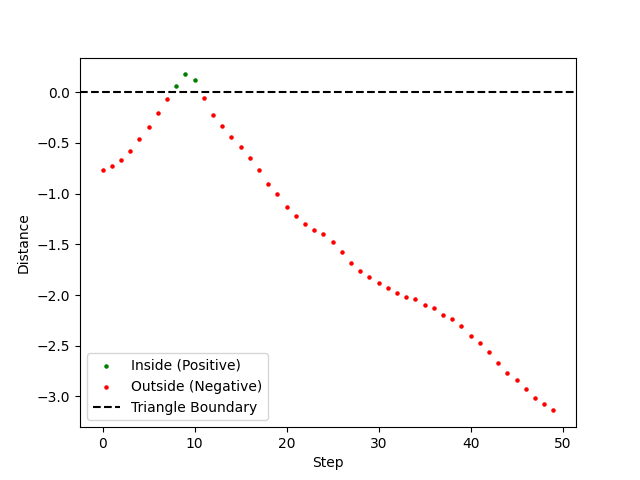 0.0
−0.5
−1.0
−1.5
−2.0
−2.5
−3.0
Distance
Inside (Positive)
Outside (Negative)
Triangle Boundary
0 10 20 30 40 50
Step